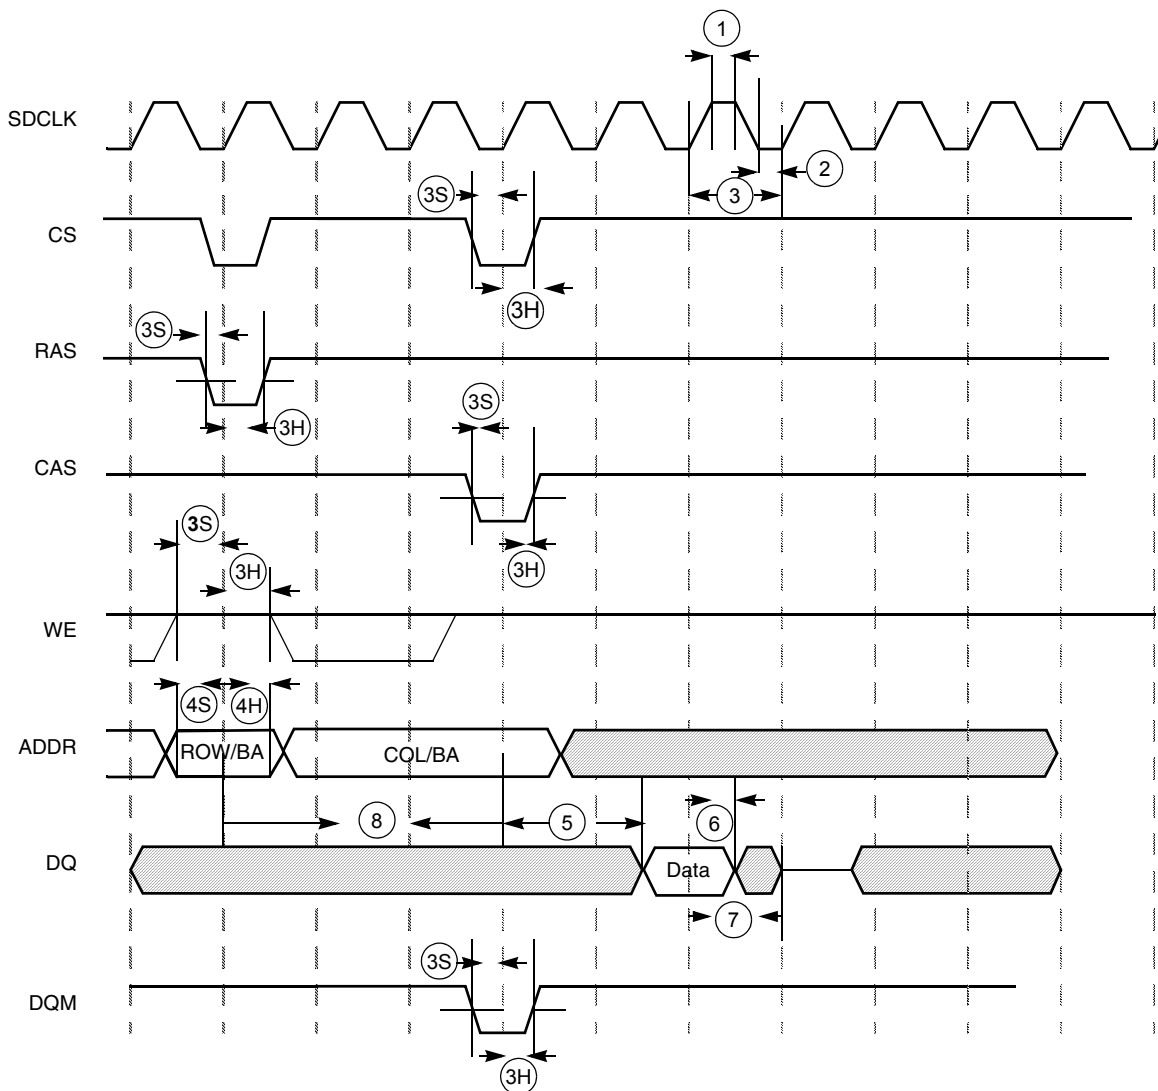 1
SDCLK
2
3S
3
CS
3H
3S
RAS
3S
3H
CAS
3S
3H
3H
WE
4S
4H
ADDR
ROW/BA
COL/BA
8
5
6
DQ
Data
7
3S
DQM
3H